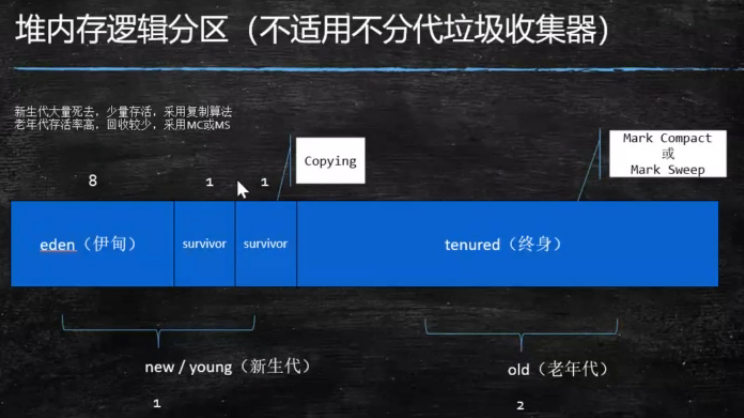 堆内存逻辑分区（不适用不分代垃圾收集器）
新生代大量死去，少量存活，采用复制算法
老年代存活率高，回收较少，采用MC或MS
8
1
1
Copying
Mark Compact
或
Mark Sweep
eden（伊甸）
survivor
survivor
tenured（终身）
new / young（新生代）
old（老年代）
1
2